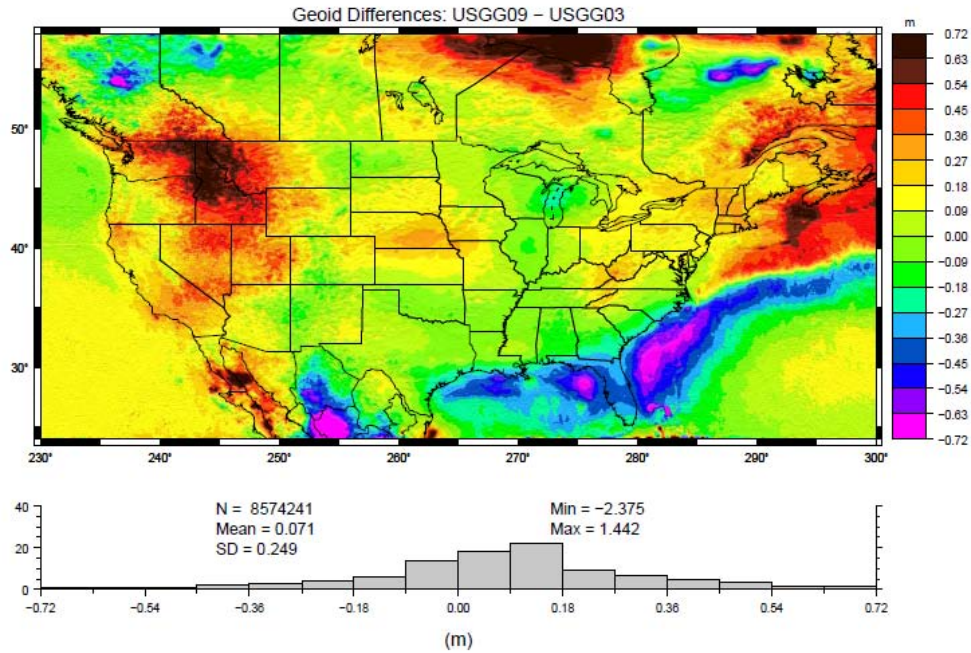 Geoid Differences: USGG09 − USGG03
m
0.72
0.63
0.54
0.45
0.36
0.27
0.18
0.09
0.00
−0.09
−0.18
−0.27
−0.36
−0.45
−0.54
−0.63
−0.72
50°
40°
30°
230° 240° 250° 260° 270° 280° 290° 300°
N = 8574241
Mean = 0.071
SD = 0.249
Min = −2.375
Max = 1.442
40
20
0
−0.72 −0.54 −0.36 −0.18 0.00 0.18 0.36 0.54 0.72
(m)